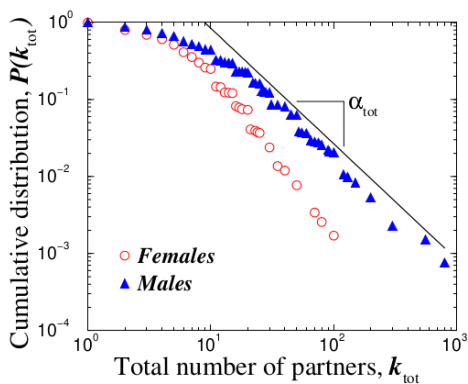 Cumulative distribution, P(k_tot)
10^0
10^-1
10^-2
10^-3
10^-4
α_tot
Females
Males
10^0 10^1 10^2 10^3
Total number of partners, k_tot